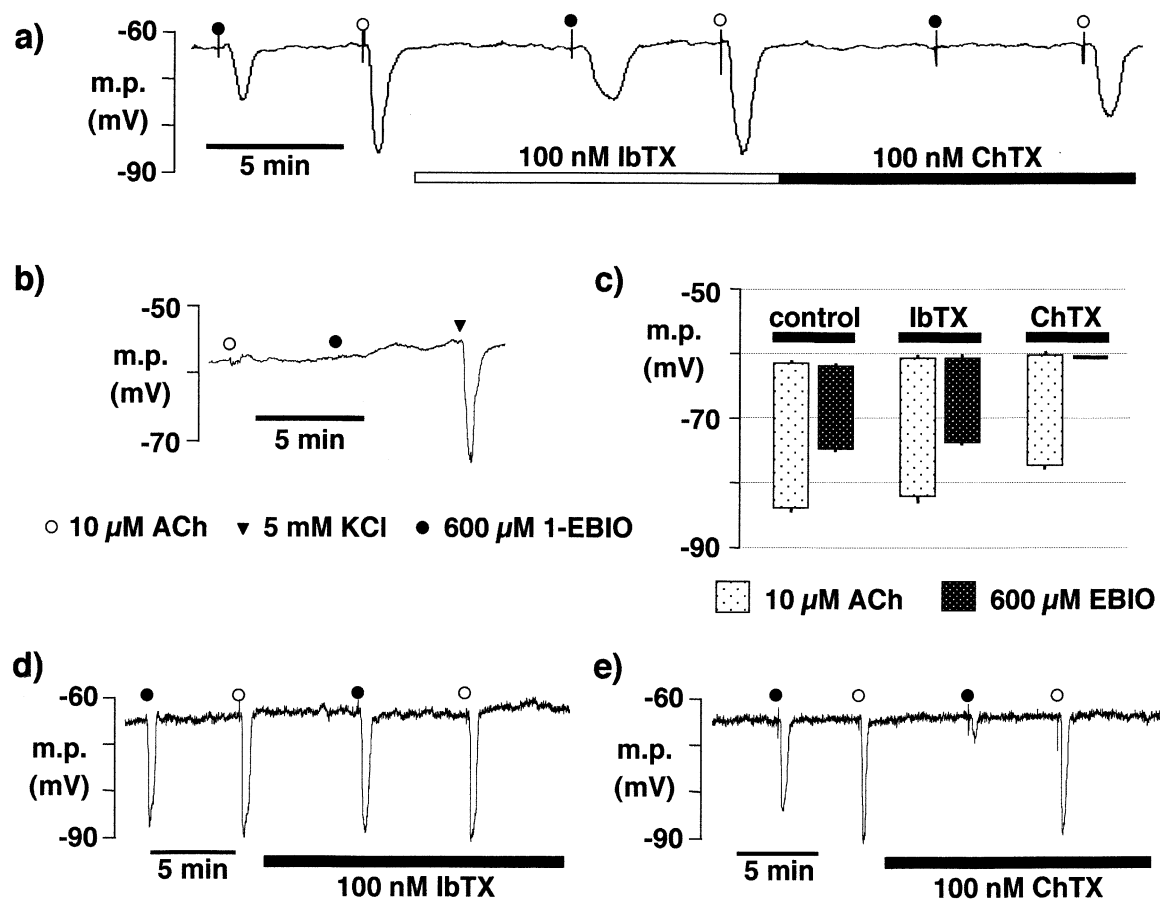 a)
-60
m.p.
(mV)
-90
5 min
100 nM IbTX
100 nM ChTX
b)
-50
m.p.
(mV)
-70
5 min
10 µM ACh
5 mM KCl
600 µM 1-EBIO
c)
-50
m.p.
(mV)
-70
-90
control
IbTX
ChTX
10 µM ACh
600 µM EBIO
d)
-60
m.p.
(mV)
-90
5 min
100 nM IbTX
e)
-60
m.p.
(mV)
-90
5 min
100 nM ChTX